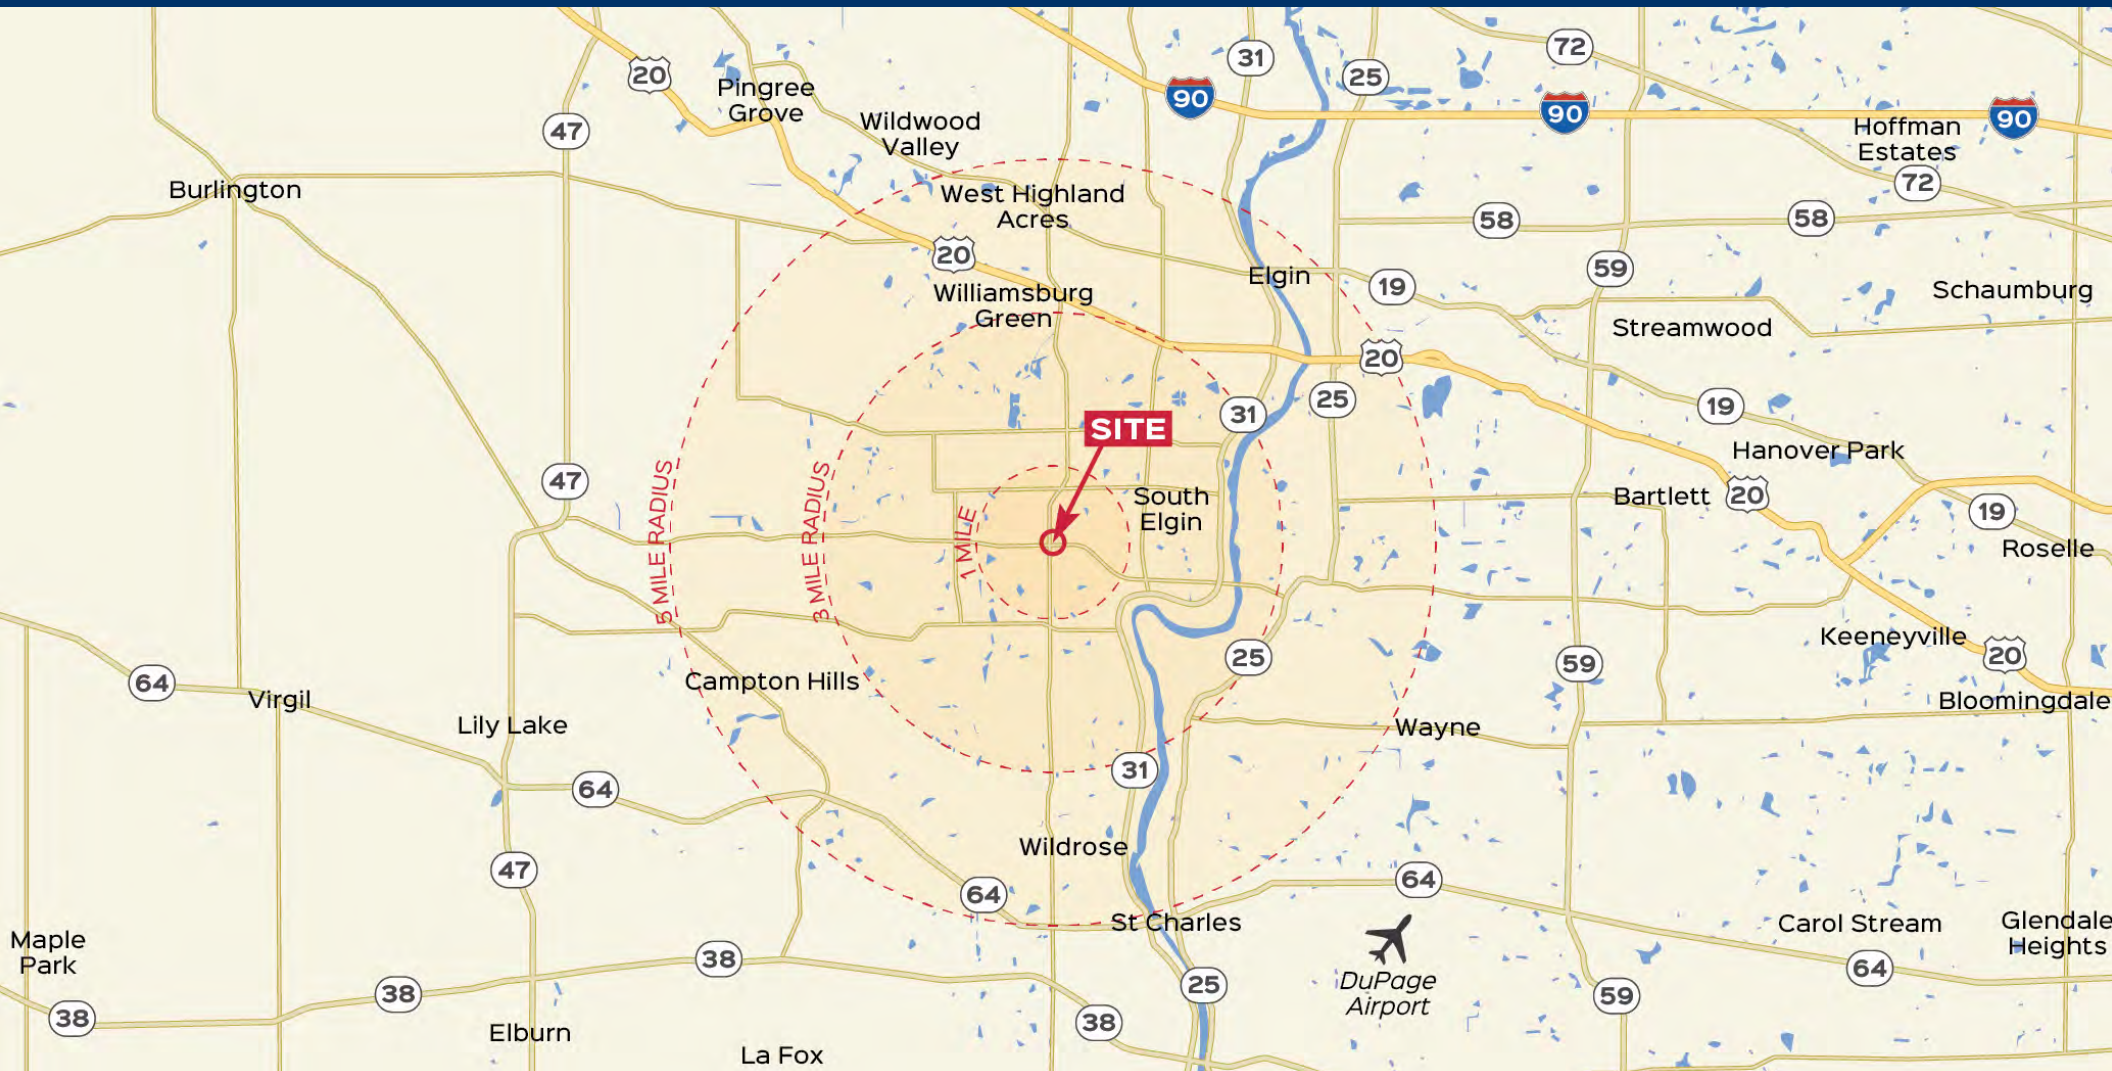 31
72
20
25
Pingree
Grove
90
90
90
47
Wildwood
Valley
Hoffman
Estates
72
Burlington
West Highland
Acres
58
58
20
Elgin
19
59
Schaumburg
Williamsburg
Green
Streamwood
20
31
25
19
SITE
Hanover Park
47
5 MILE RADIUS
3 MILE RADIUS
1 MILE
South
Elgin
Bartlett
20
19
Roselle
64
Virgil
Campton Hills
25
59
Keeneyville
20
Bloomingdale
Lily Lake
Wayne
64
31
Wildrose
47
64
64
St Charles
Carol Stream
Glendale
Heights
Maple
Park
38
38
38
38
25
DuPage
Airport
59
64
Elburn
La Fox